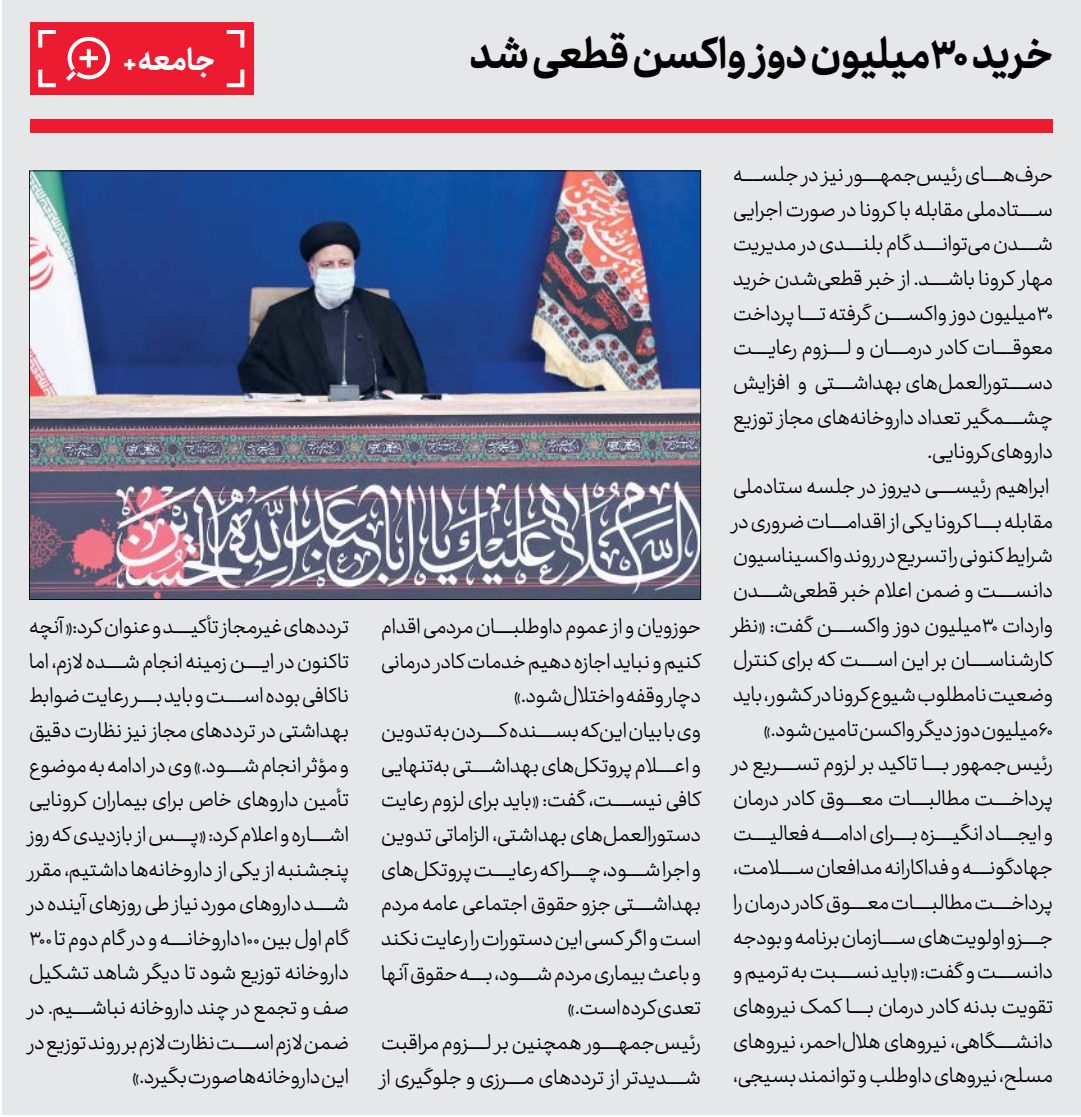 خرید ۳۰ میلیون دوز واکسن قطعی شد
جامعه+
حرف‌های رئیس‌جمهور نیز در جلسه
ستادملی مقابله با کرونا در صورت اجرایی
شدن می‌تواند گام بلندی در مدیریت
مهار کرونا باشد. از خبر قطعی‌شدن خرید
۳۰میلیون دوز واکسن گرفته تا پرداخت
معوقات کادر درمان و لزوم رعایت
دستورالعمل‌های بهداشتی و افزایش
چشمگیر تعداد داروخانه‌های مجاز توزیع
داروهای کرونایی.
ابراهیم رئیسی دیروز در جلسه ستادملی
مقابله با کرونا یکی از اقدامات ضروری در
شرایط کنونی را تسریع در روند واکسیناسیون
دانست و ضمن اعلام خبر قطعی‌شدن
واردات ۳۰میلیون دوز واکسن گفت: «نظر
کارشناسان بر این است که برای کنترل
وضعیت نامطلوب شیوع کرونا در کشور، باید
۶۰میلیون دوز دیگر واکسن تامین شود.»
رئیس‌جمهور با تاکید بر لزوم تسریع در
پرداخت مطالبات معوق کادر درمان
و ایجاد انگیزه برای ادامه فعالیت
جهادگونه و فداکارانه مدافعان سلامت،
پرداخت مطالبات معوق کادر درمان را
جزو اولویت‌های سازمان برنامه و بودجه
دانست و گفت: «باید نسبت به ترمیم و
تقویت بدنه کادر درمان با کمک نیروهای
دانشگاهی، نیروهای هلال‌احمر، نیروهای
مسلح، نیروهای داوطلب و توانمند بسیجی،
السلام علیك یا اباعبدالله الحسین
حوزویان و از عموم داوطلبان مردمی اقدام
کنیم و نباید اجازه دهیم خدمات کادر درمانی
دچار وقفه و اختلال شود.»
وی با بیان این‌که بسنده کردن به تدوین
و اعلام پروتکل‌های بهداشتی به‌تنهایی
کافی نیست، گفت: «باید برای لزوم رعایت
دستورالعمل‌های بهداشتی، الزاماتی تدوین
و اجرا شود، چراکه رعایت پروتکل‌های
بهداشتی جزو حقوق اجتماعی عامه مردم
است و اگر کسی این دستورات را رعایت نکند
و باعث بیماری مردم شود، به حقوق آنها
تعدی کرده است.»
رئیس‌جمهور همچنین بر لزوم مراقبت
شدیدتر از ترددهای مرزی و جلوگیری از
ترددهای غیرمجاز تأکید و عنوان کرد:«آنچه
تاکنون در این زمینه انجام شده لازم، اما
ناکافی بوده است و باید بر رعایت ضوابط
بهداشتی در ترددهای مجاز نیز نظارت دقیق
و مؤثر انجام شود.» وی در ادامه به موضوع
تأمین داروهای خاص برای بیماران کرونایی
اشاره و اعلام کرد: «پس از بازدیدی که روز
پنجشنبه از یکی از داروخانه‌ها داشتیم، مقرر
شد داروهای مورد نیاز طی روزهای آینده در
گام اول بین ۱۰۰داروخانه و در گام دوم تا ۳۰۰
داروخانه توزیع شود تا دیگر شاهد تشکیل
صف و تجمع در چند داروخانه نباشیم. در
ضمن لازم است نظارت لازم بر روند توزیع در
این داروخانه‌ها صورت بگیرد.»